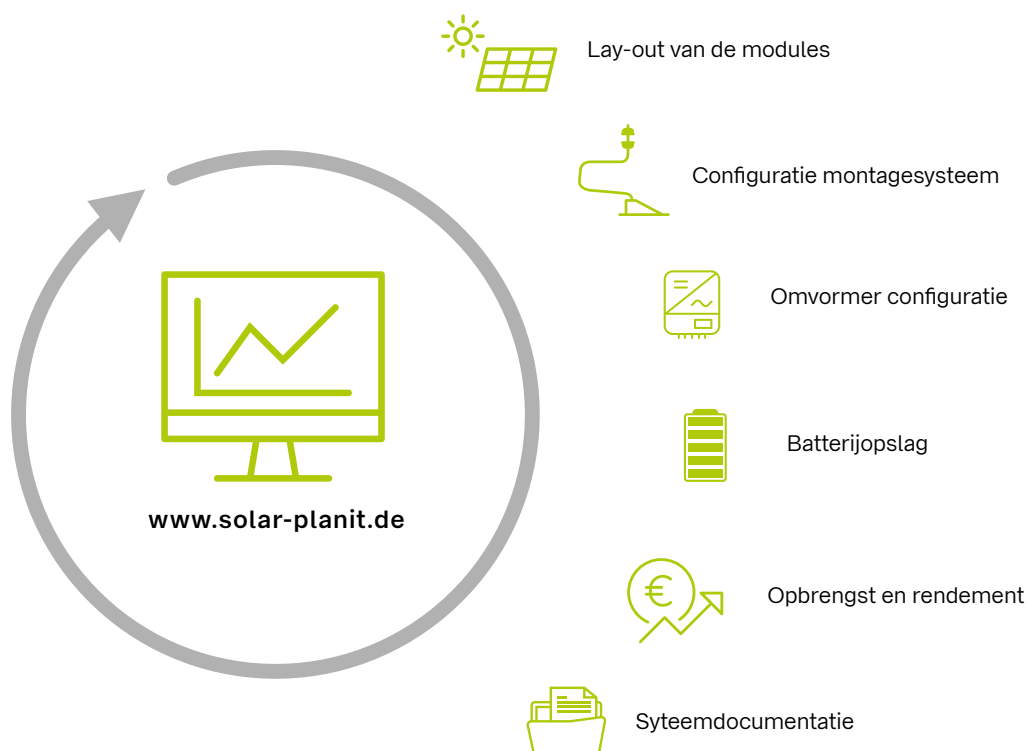 Lay-out van de modules
Configuratie montagesysteem
Omvormer configuratie
Batterijopslag
www.solar-planit.de
Opbrengst en rendement
Syteemdocumentatie